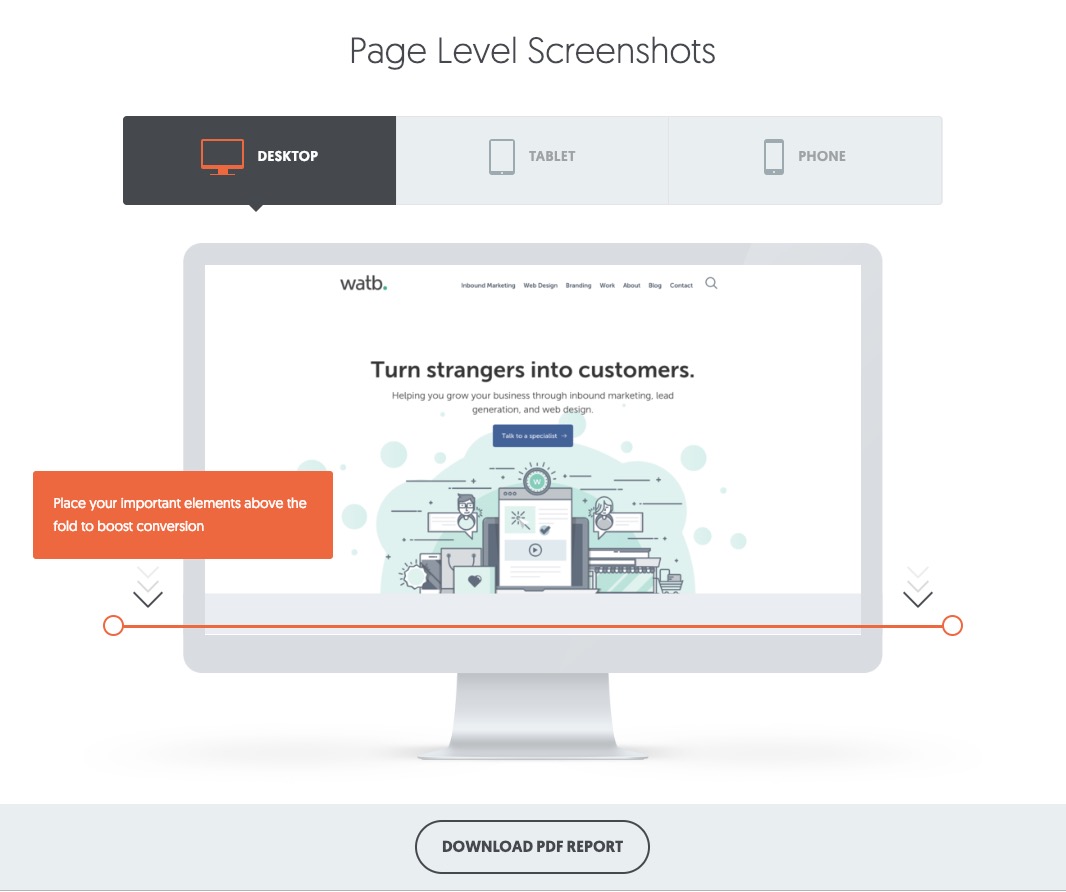 Page Level Screenshots
DESKTOP
TABLET
PHONE
watb.
Inbound Marketing Web Design Branding Work About Blog Contact
Turn strangers into customers.
Helping you grow your business through inbound marketing, lead
generation, and web design.
Talk to a specialist →
W
Place your important elements above the
fold to boost conversion
DOWNLOAD PDF REPORT